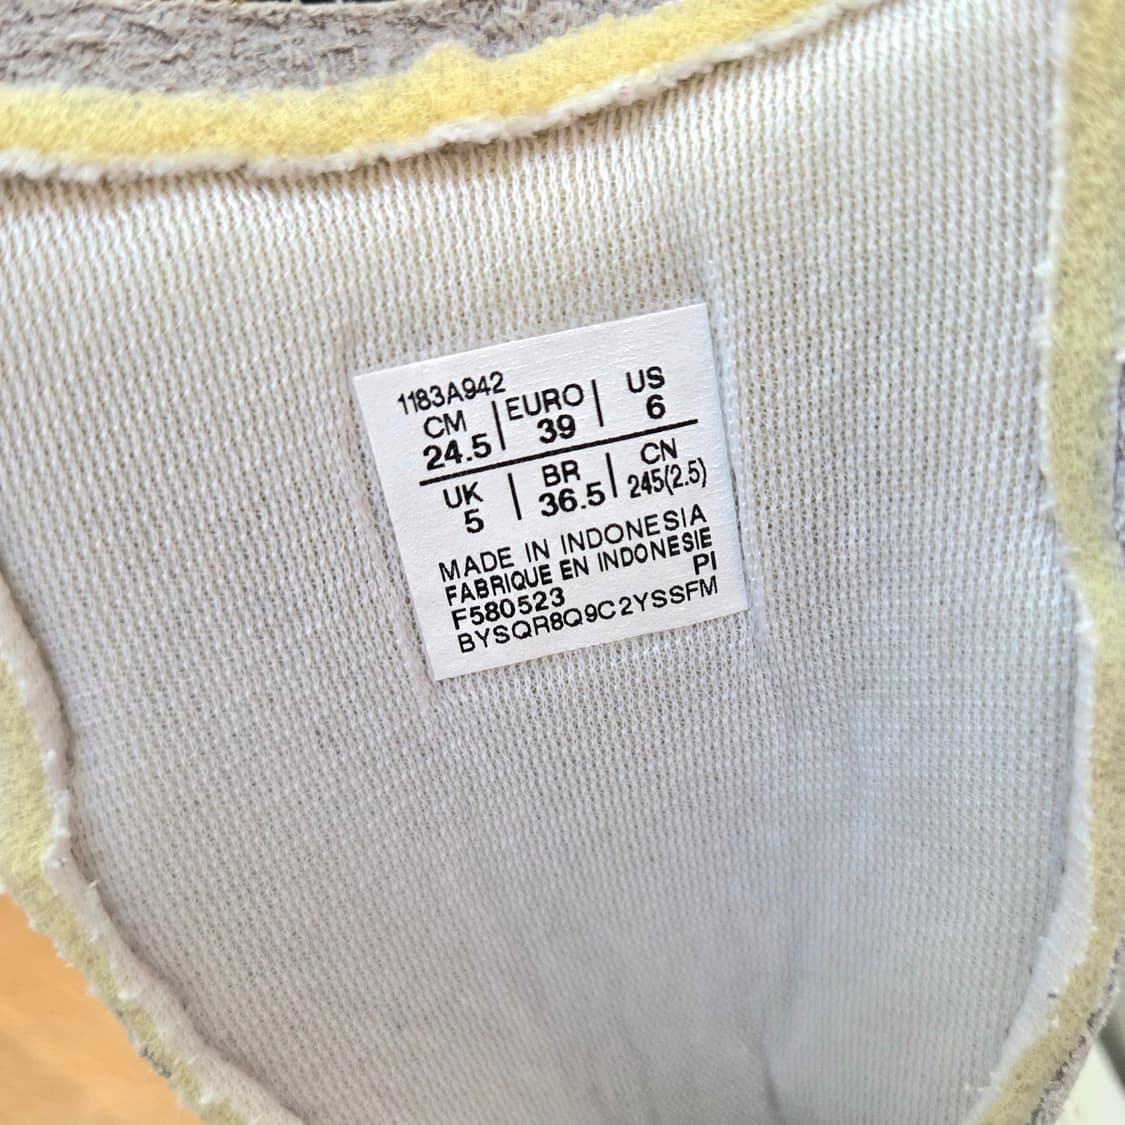 1183A942
CM | EURO | US
24.5 | 39 | 6
UK | BR | CN
5 | 36.5 | 245(2.5)
MADE IN INDONESIA
FABRIQUE EN INDONESIE
PI
F580523
BYSQR8Q9C2YSSFM